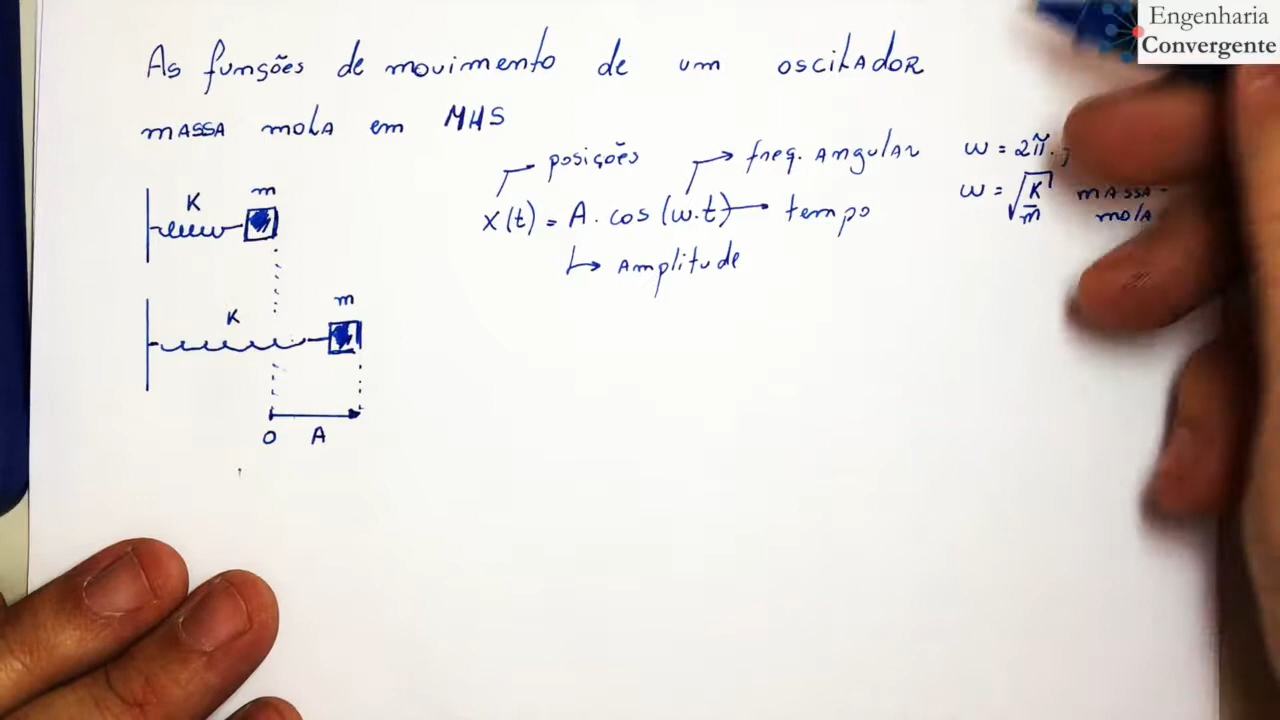 Engenharia
Convergente
As funções de movimento de um oscilador
massa mola em MHS
posições
freq. angular
ω = 2π.
x(t) = A. cos (ω.t) → tempo
ω = √K/m massa-
mola
amplitude
K
m
K
m
O A